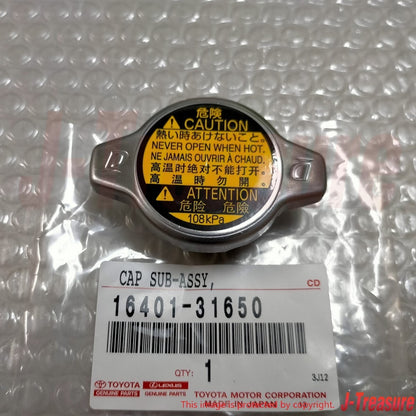 危険
CAUTION
熱い時あけないこと。
NEVER OPEN WHEN HOT.
NE JAMAIS OUVRIR À CHAUD.
高温时绝对不能打开。
高溫時勿開。
ATTENTION
危险 危險
108kPa
CAP SUB-ASSY,
CD
16401-31650
QTY: 1
3J12
TOYOTA LEXUS TOYOTA MOTOR CORPORATION
GENUINE PARTS GENUINE PARTS MADE IN JAPAN
This image is protected by copyright.
J-Treasure